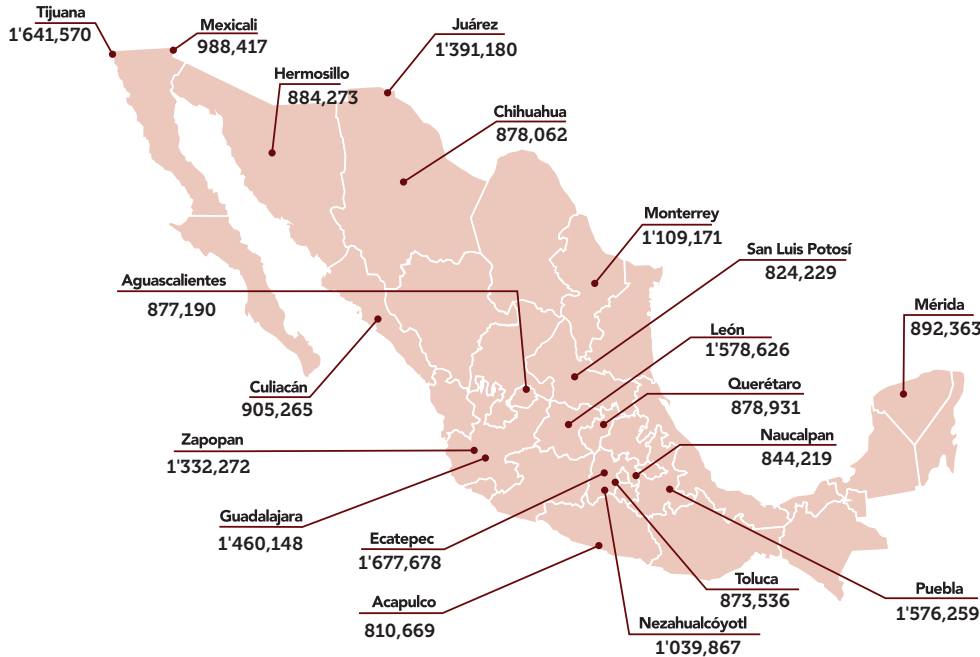 Tijuana
1'641,570
Mexicali
988,417
Juárez
1'391,180
Hermosillo
884,273
Chihuahua
878,062
Monterrey
1'109,171
San Luis Potosí
824,229
Aguascalientes
877,190
Mérida
892,363
León
1'578,626
Culiacán
905,265
Querétaro
878,931
Zapopan
1'332,272
Naucalpan
844,219
Guadalajara
1'460,148
Ecatepec
1'677,678
Toluca
873,536
Puebla
1'576,259
Acapulco
810,669
Nezahualcóyotl
1'039,867